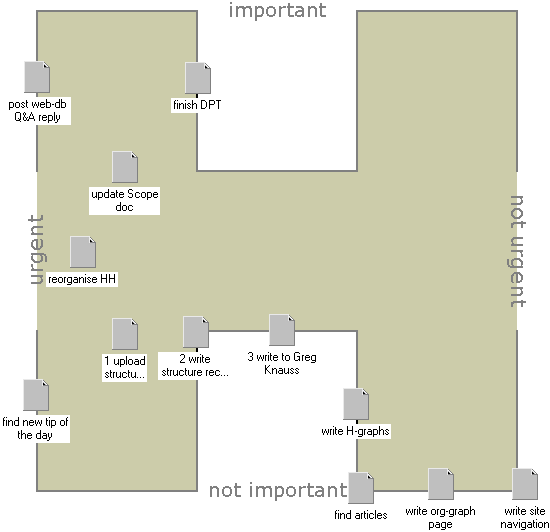 important
post web-db
Q&A reply
finish DPT
update Scope
doc
urgent
not urgent
reorganise HH
1 upload
structu...
2 write
structure rec...
3 write to Greg
Knauss
find new tip of
the day
write H-graphs
not important
find articles
write org-graph
page
write site
navigation